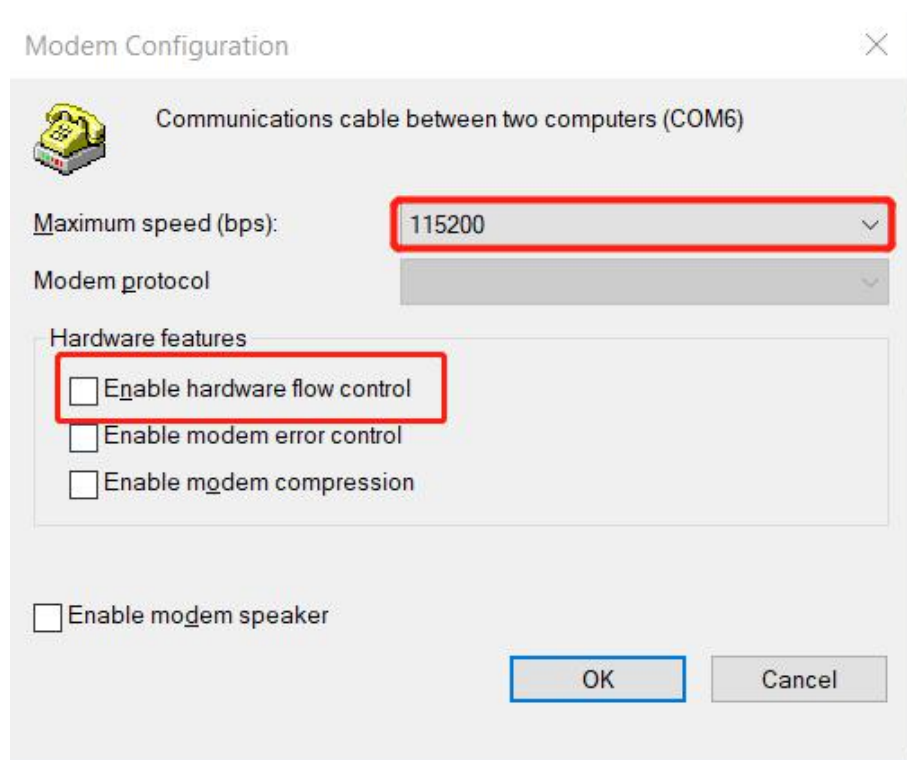 Modem Configuration
Communications cable between two computers (COM6)
Maximum speed (bps):
115200
Modem protocol
Hardware features
Enable hardware flow control
Enable modem error control
Enable modem compression
Enable modem speaker
OK
Cancel